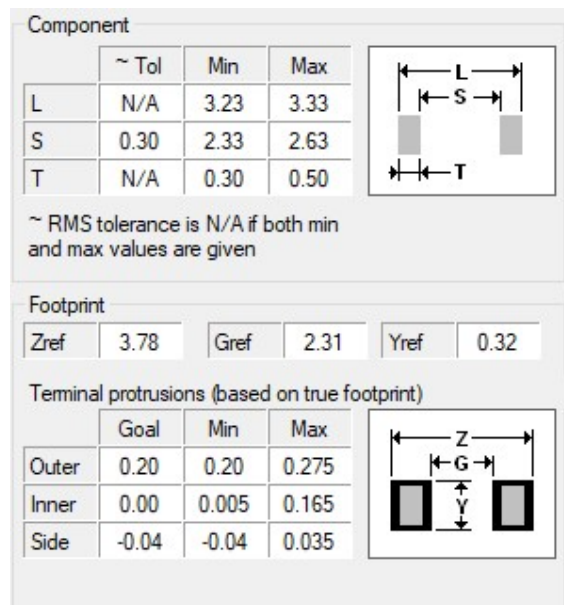 Component
~ Tol Min Max
L N/A 3.23 3.33
S 0.30 2.33 2.63
T N/A 0.30 0.50
L
S
T
~ RMS tolerance is N/A if both min
and max values are given
Footprint
Zref 3.78 Gref 2.31 Yref 0.32
Terminal protrusions (based on true footprint)
Goal Min Max
Outer 0.20 0.20 0.275
Inner 0.00 0.005 0.165
Side -0.04 -0.04 0.035
Z
G
Y